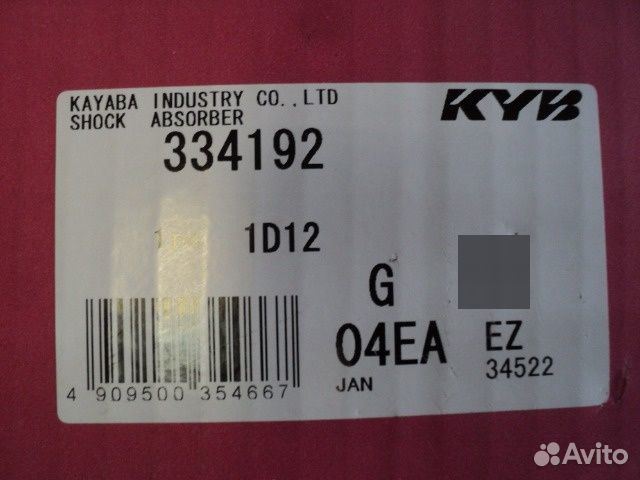 KAYABA INDUSTRY CO.,LTD
SHOCK ABSORBER
KYB
334192
1D12
G
04EA
EZ
JAN
34522
4 909500 354667
Avito